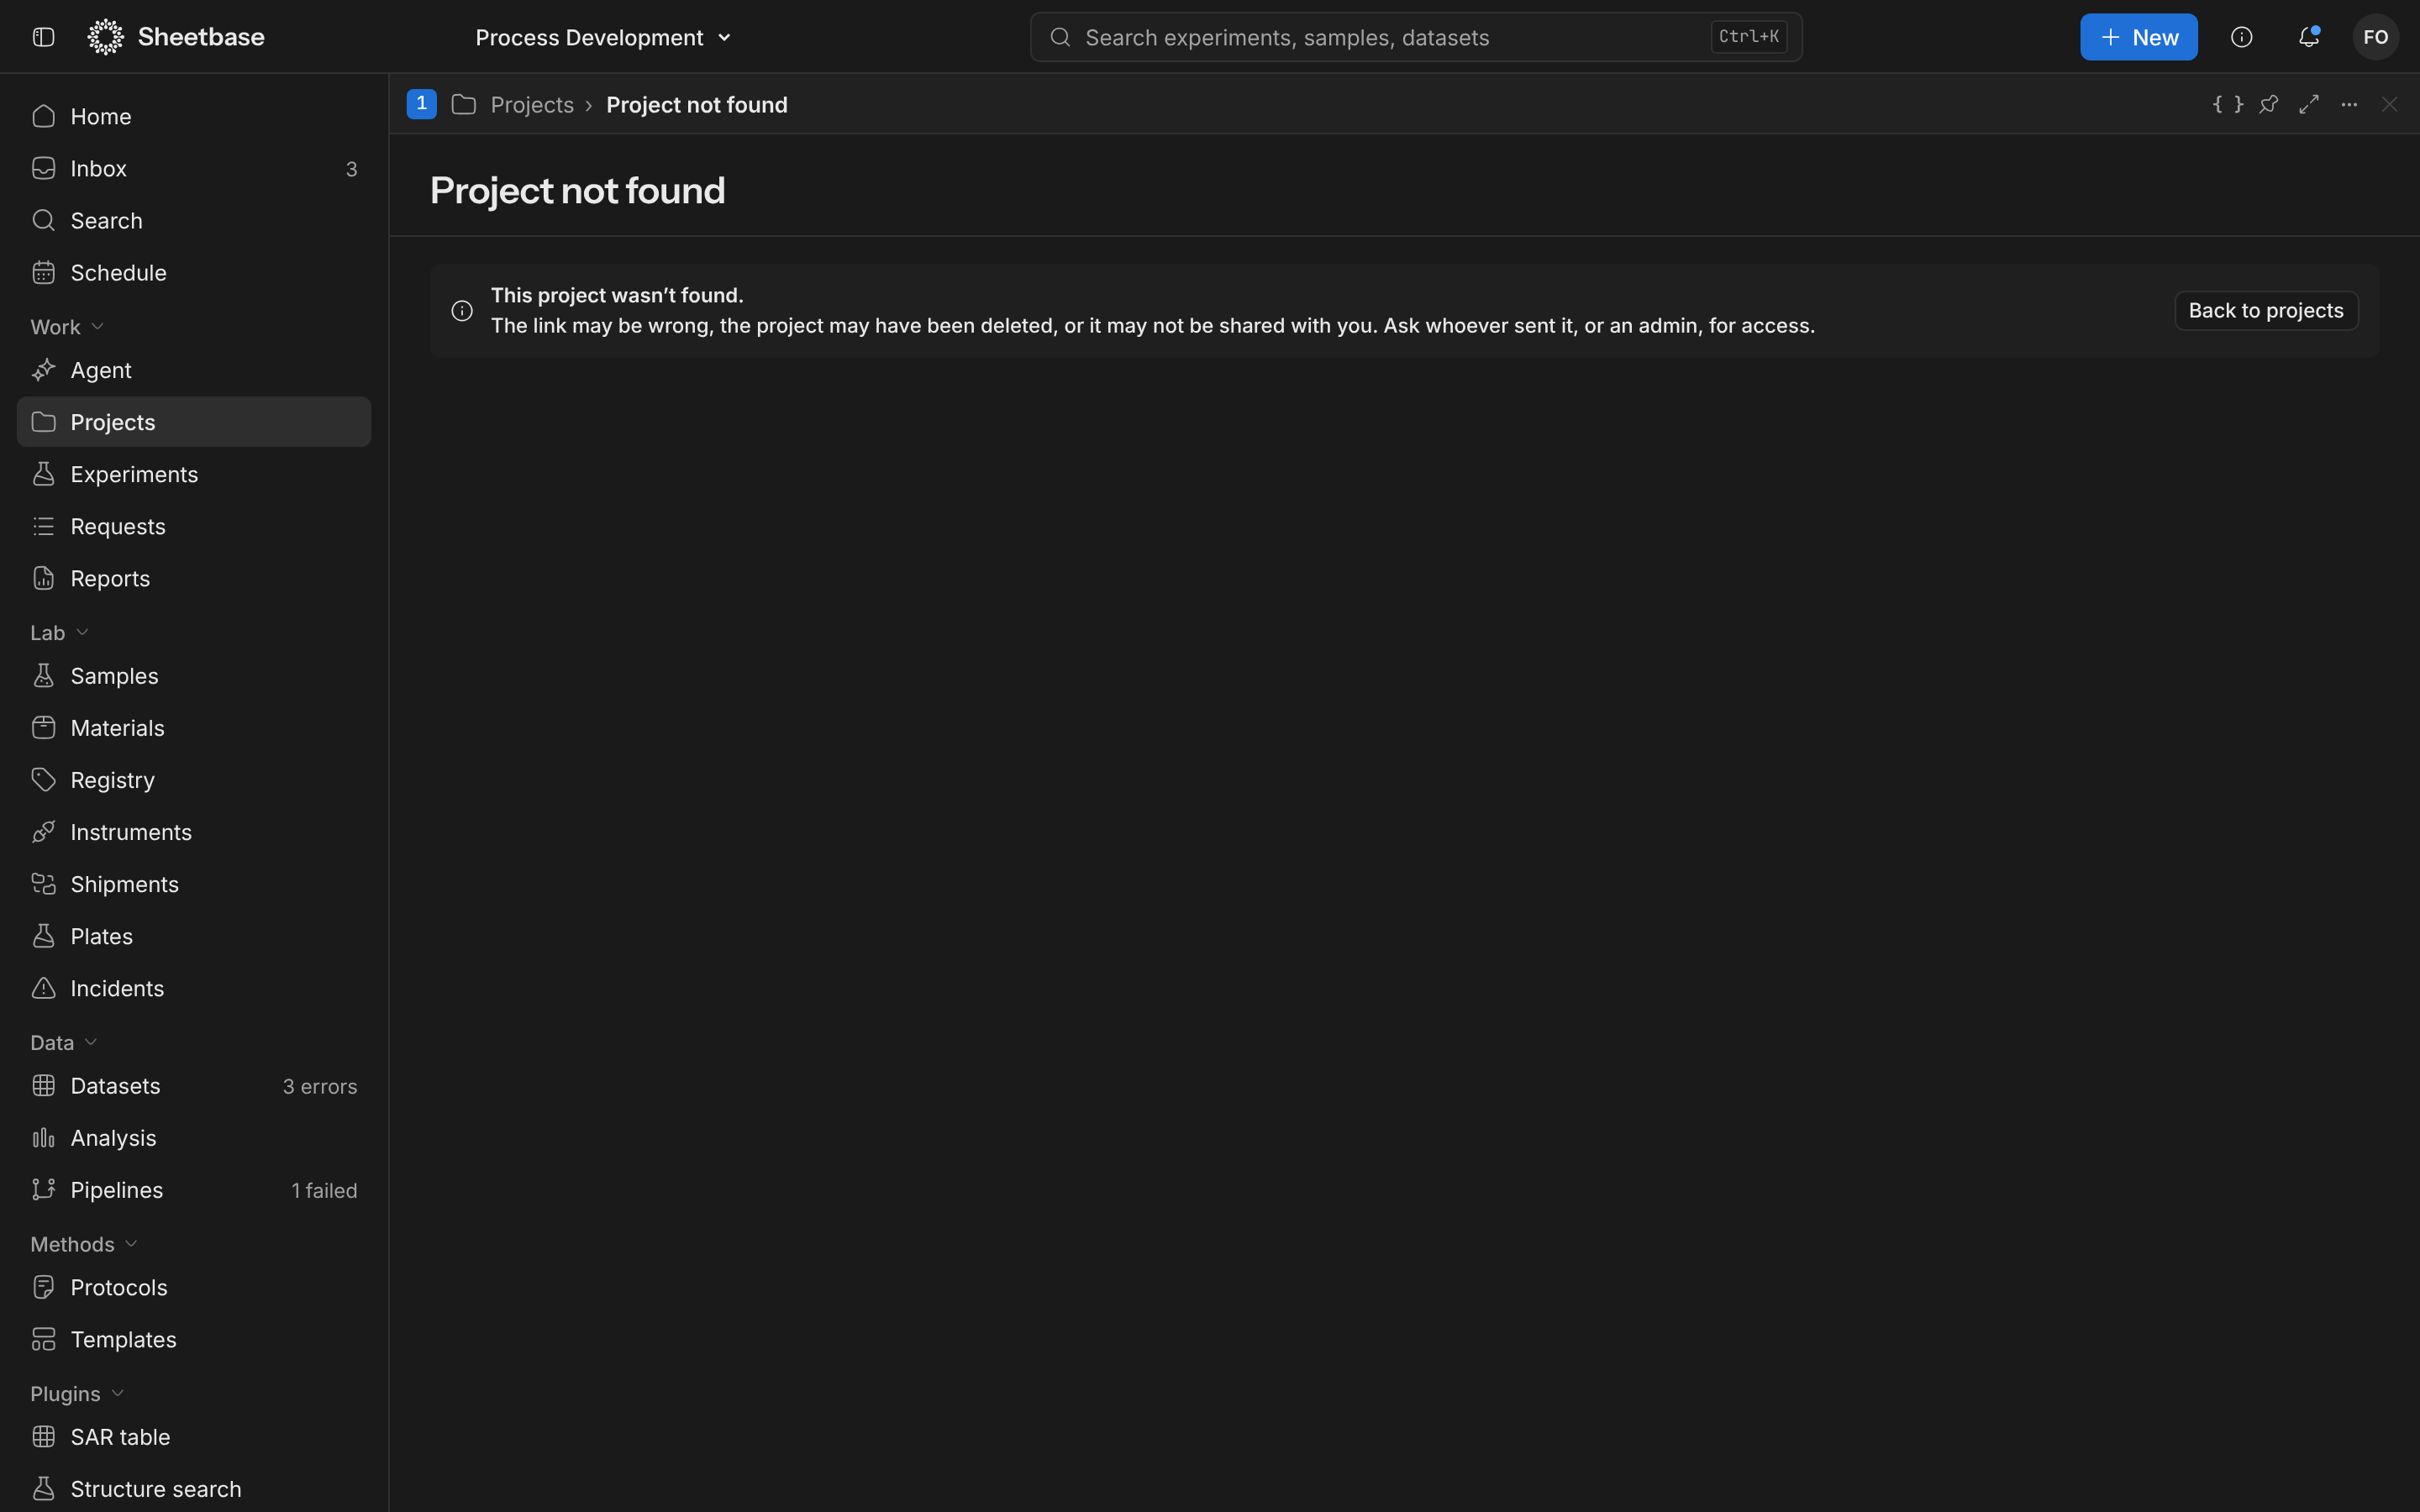 Sheetbase
Process Development
Search experiments, samples, datasets
Ctrl+K
New
FO
Home
Inbox 3
Search
Schedule
Work
Agent
Projects
Experiments
Requests
Reports
Lab
Samples
Materials
Registry
Instruments
Shipments
Plates
Incidents
Data
Datasets 3 errors
Analysis
Pipelines 1 failed
Methods
Protocols
Templates
Plugins
SAR table
Structure search
1 Projects › Project not found
{ }
Project not found
This project wasn’t found.
The link may be wrong, the project may have been deleted, or it may not be shared with you. Ask whoever sent it, or an admin, for access.
Back to projects